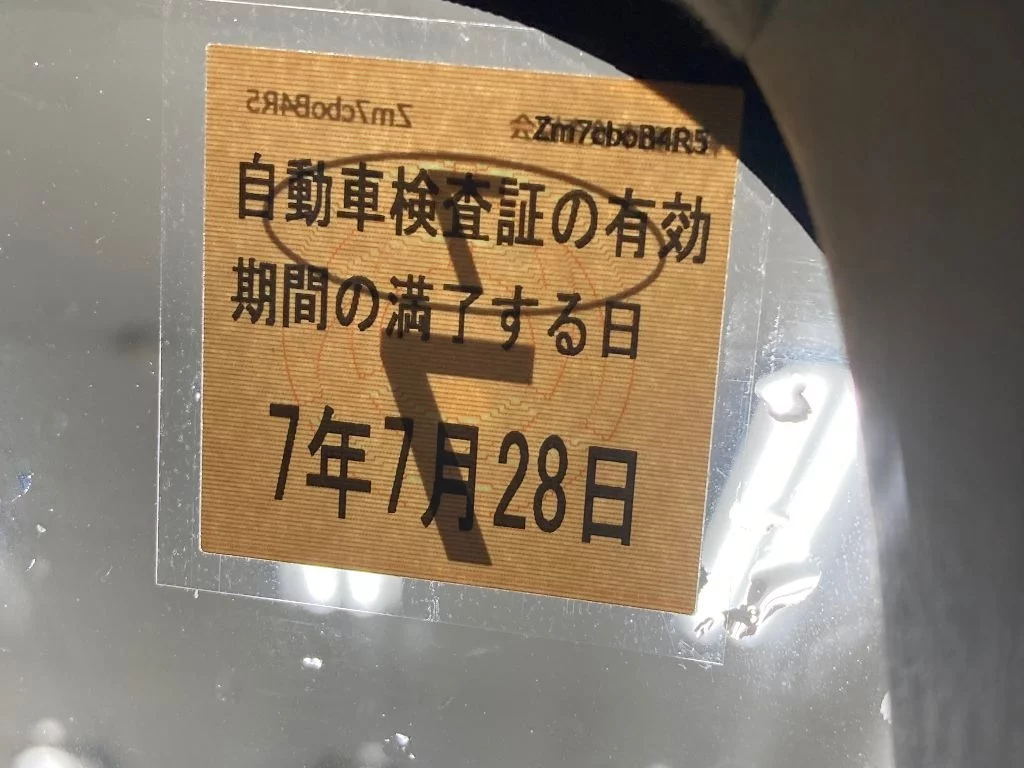 Zm7cboB4R5
自動車検査証の有効
期間の満了する日
7年7月28日